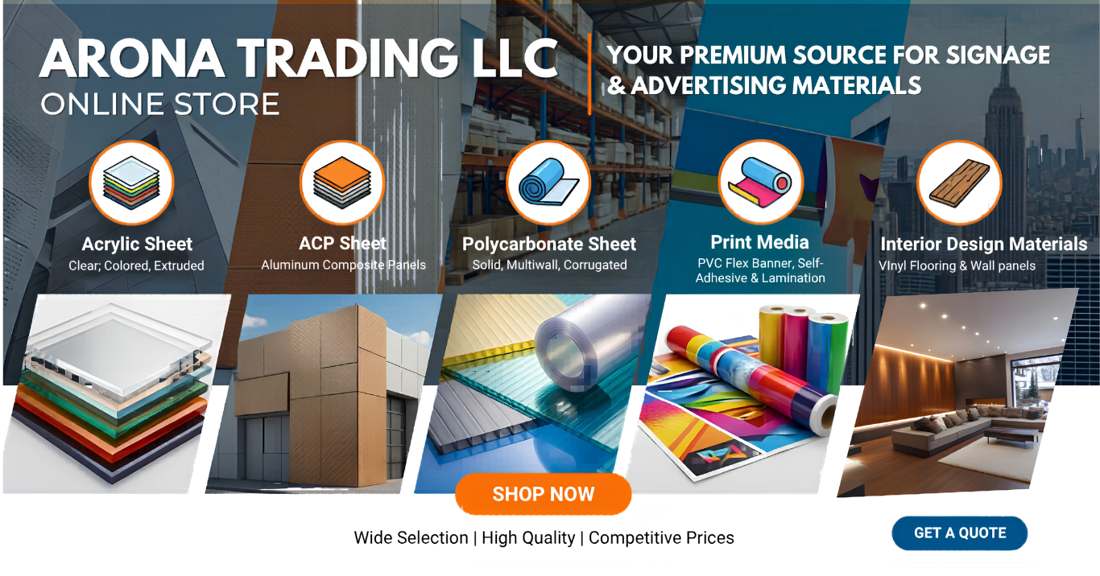 ARONA TRADING LLC
ONLINE STORE
YOUR PREMIUM SOURCE FOR SIGNAGE
& ADVERTISING MATERIALS
Acrylic Sheet
Clear; Colored, Extruded
ACP Sheet
Aluminum Composite Panels
Polycarbonate Sheet
Solid, Multiwall, Corrugated
Print Media
PVC Flex Banner, Self-
Adhesive & Lamination
Interior Design Materials
VInyl Flooring & Wall panels
SHOP NOW
Wide Selection | High Quality | Competitive Prices
GET A QUOTE